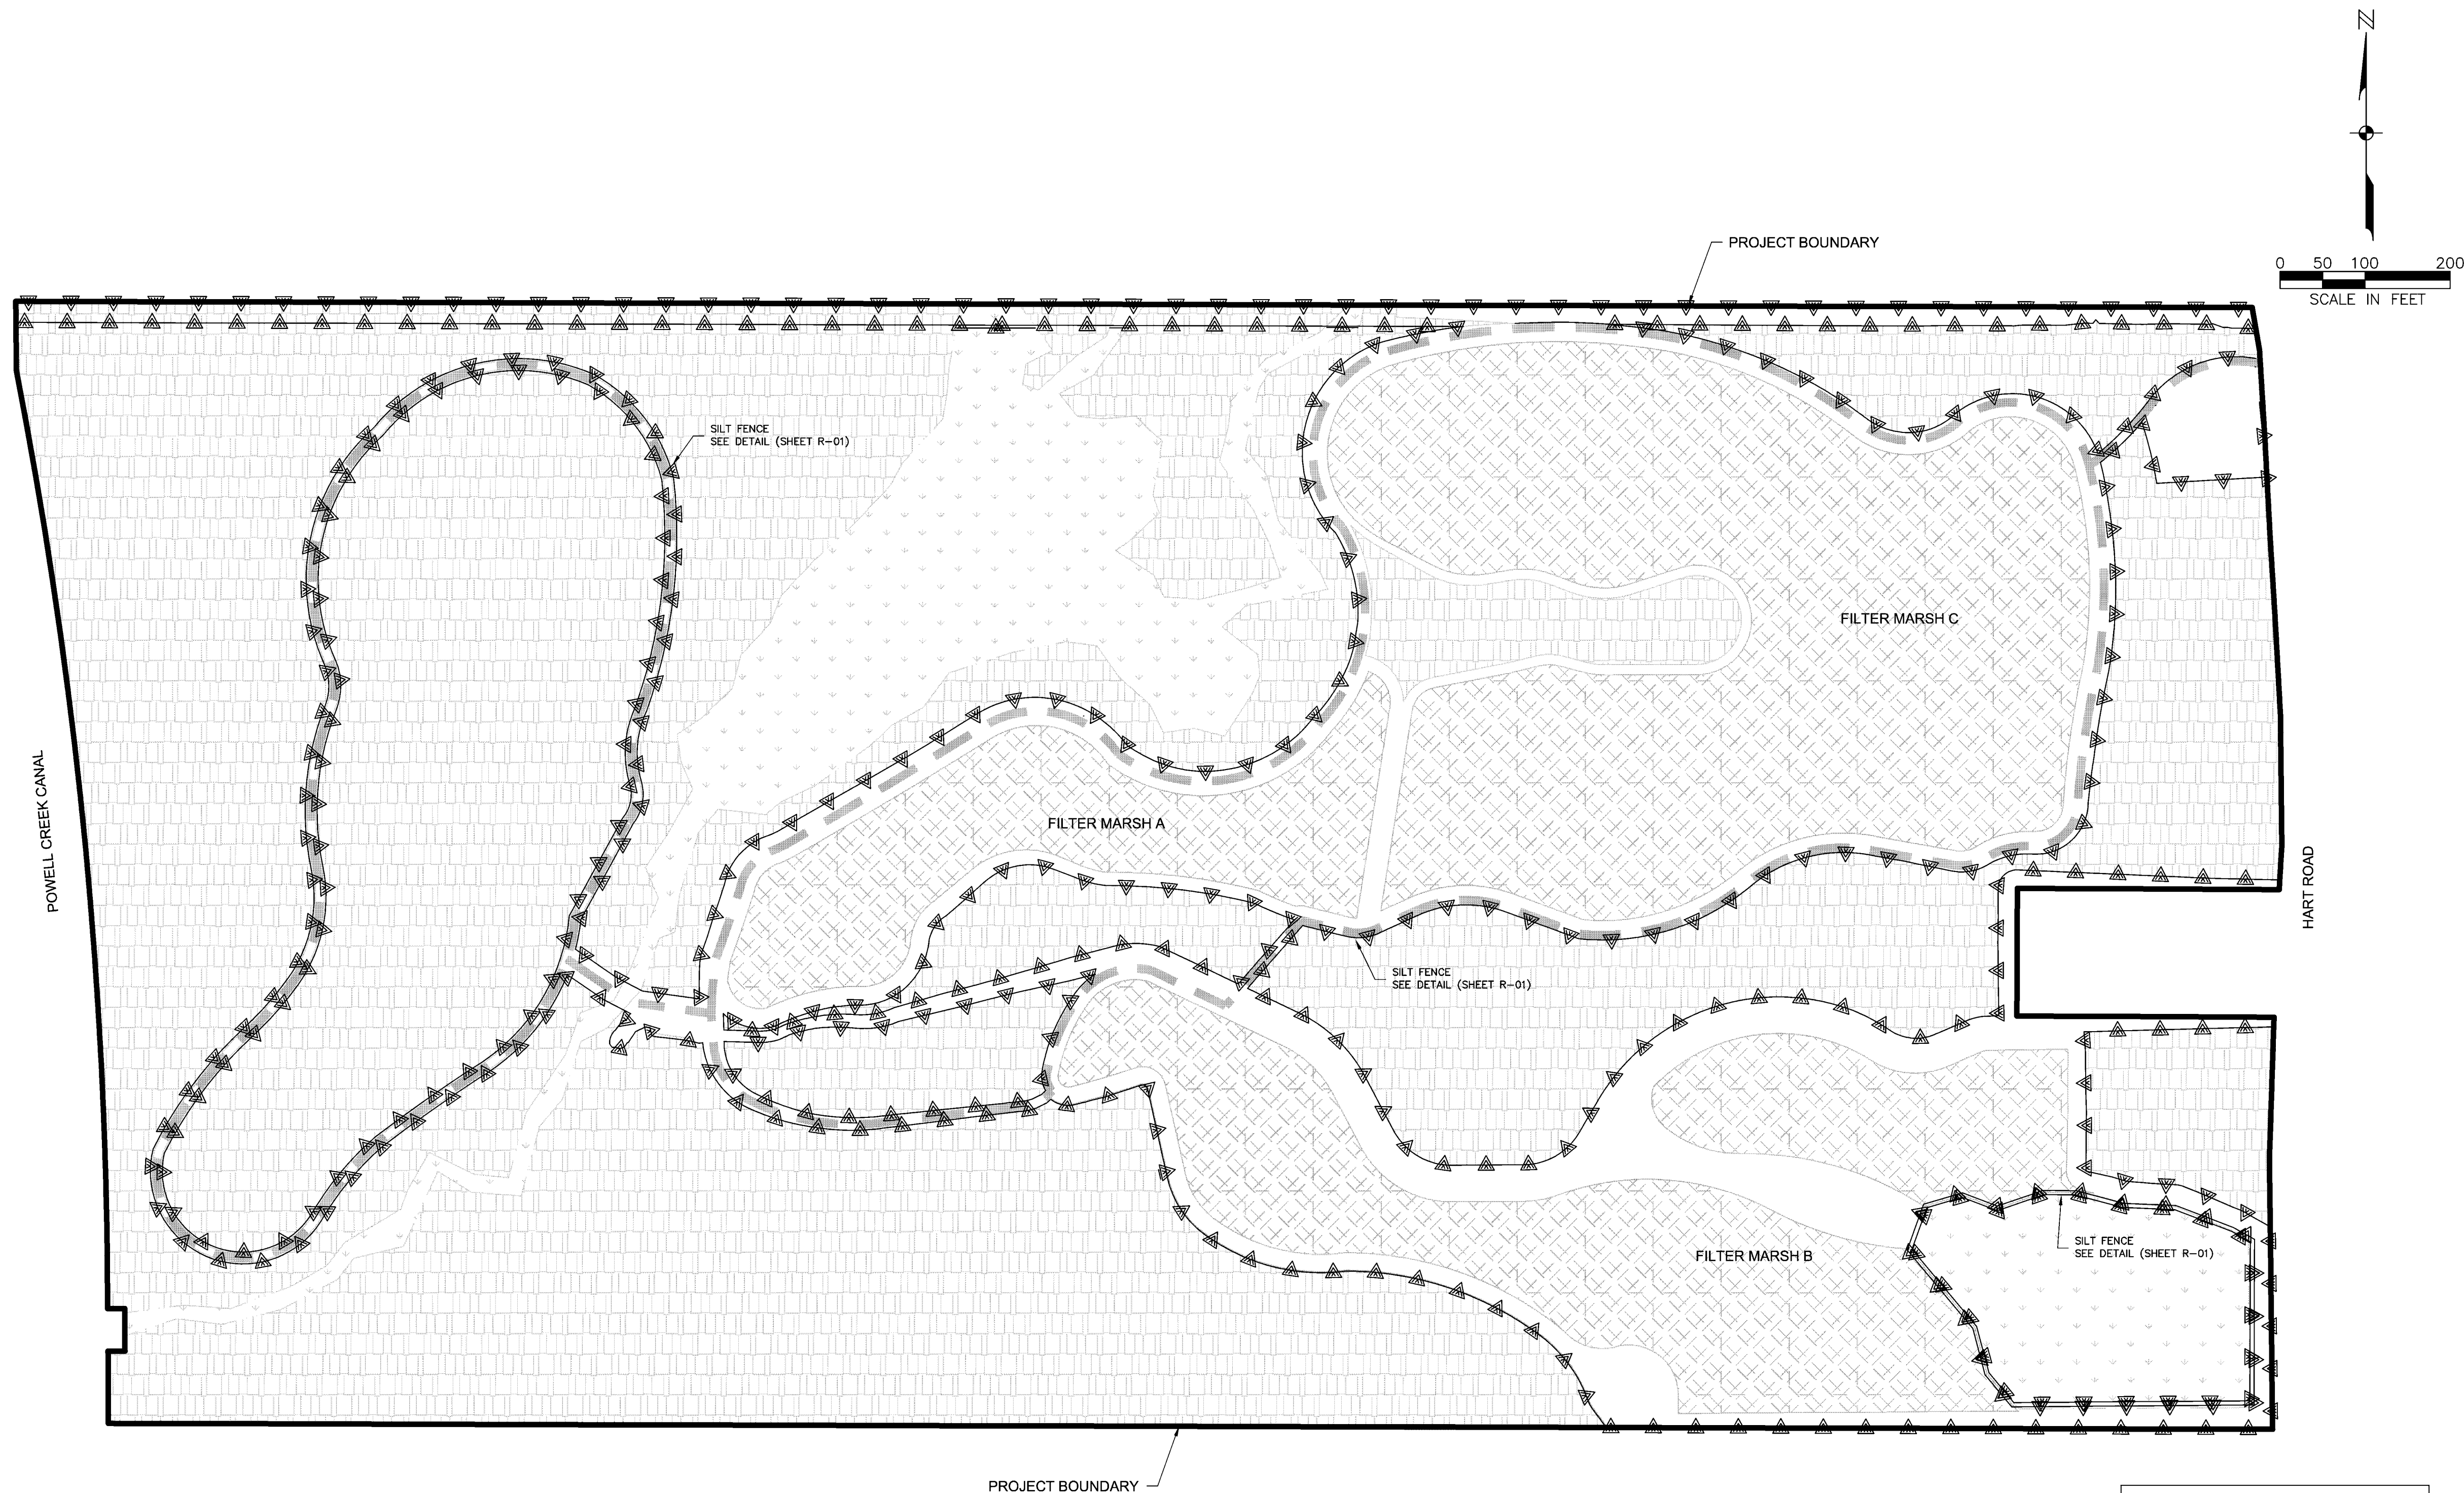 N
PROJECT BOUNDARY
0 50 100 200
SCALE IN FEET
SILT FENCE
SEE DETAIL (SHEET R-01)
FILTER MARSH C
POWELL CREEK CANAL
FILTER MARSH A
HART ROAD
SILT FENCE
SEE DETAIL (SHEET R-01)
SILT FENCE
SEE DETAIL (SHEET R-01)
FILTER MARSH B
PROJECT BOUNDARY